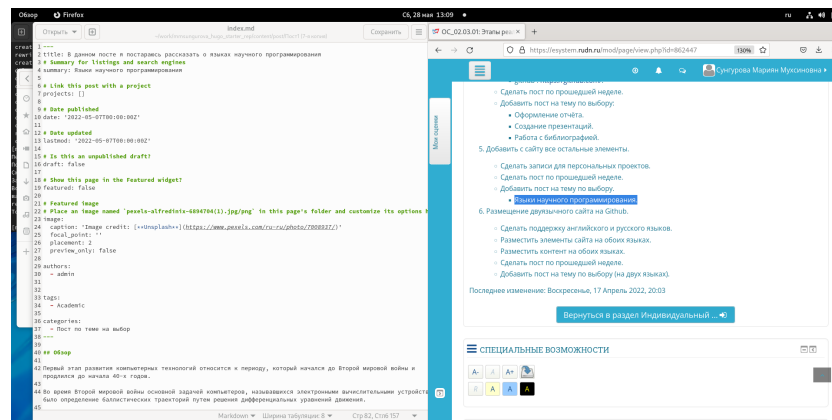 Обзор
Firefox
Сб, 28 мая 13:09
ru
Открыть
index.md
Сохранить
1 ---
2 title: В данном посте я постараюсь рассказать о языках научного программирования
3 # Summary for listings and search engines
4 summary: Языки научного программирования
5
6 # Link this post with a project
7 projects: []
8
9 # Date published
10 date: '2022-05-07T00:00:00Z'
11
12 # Date updated
13 lastmod: '2022-05-07T00:00:00Z'
14
15 # Is this an unpublished draft?
16 draft: false
17
18 # Show this page in the Featured widget?
19 featured: false
20
21 # Featured image
22 # Place an image named `pexels-alfredinix-6894704(1).jpg/png` in this page's folder and customize its options
23 image:
24   caption: 'Image credit: [**Unsplash**](https://www.pexels.com/ru-ru/photo/7008837/)'
25   focal_point: ''
26   placement: 2
27   preview_only: false
28
29 authors:
30   - admin
31
32
33 tags:
34   - Academic
35
36 categories:
37   - Пост по теме на выбор
38 ---
39
40 ## Обзор
41
42 Первый этап развития компьютерных технологий относится к периоду, который начался до Второй мировой войны и
продлился до начала 40-х годов.
43
44 Во время Второй мировой войны основной задачей компьютеров, называвшихся электронными вычислительными устройств
было определение баллистических траекторий путем решения дифференциальных уравнений движения.
45
Markdown
Ширина табуляции: 8
Стр 82, Стлб 157
ОС_02.03.01: Этапы реал
https://esystem.rudn.ru/mod/page/view.php?id=862447
130%
Сунгурова Мариян Мухсиновна
Мои оценки
Сделать пост по прошедшей неделе.
Добавить пост на тему по выбору:
Оформление отчёта.
Создание презентаций.
Работа с библиографией.
5. Добавить с сайту все остальные элементы.
Сделать записи для персональных проектов.
Сделать пост по прошедшей неделе.
Добавить пост на тему по выбору.
Языки научного программирования.
6. Размещение двуязычного сайта на Github.
Сделать поддержку английского и русского языков.
Разместить элементы сайта на обоих языках.
Разместить контент на обоих языках.
Сделать пост по прошедшей неделе.
Добавить пост на тему по выбору (на двух языках).
Последнее изменение: Воскресенье, 17 Апрель 2022, 20:03
Вернуться в раздел Индивидуальный ...
СПЕЦИАЛЬНЫЕ ВОЗМОЖНОСТИ
A- A A+
A A A A